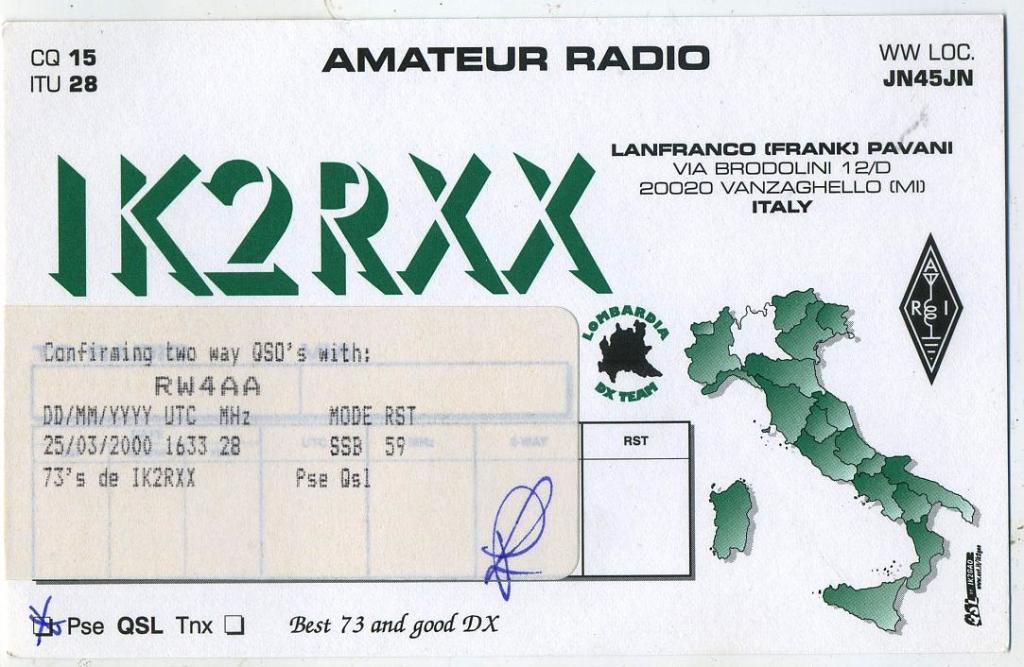 CQ 15
ITU 28
AMATEUR RADIO
WW LOC.
JN45JN
IK2RXX
LANFRANCO (FRANK) PAVANI
VIA BRODOLINI 12/D
20020 VANZAGHELLO (MI)
ITALY
A
R I
LOMBARDIA
DX TEAM
Confirming two way QSO's with:
RW4AA
DD/MM/YYYY UTC MHz MODE RST
25/03/2000 1633 28 SSB 59
73's de IK2RXX Pse Qsl
RST
Pse QSL Tnx
Best 73 and good DX